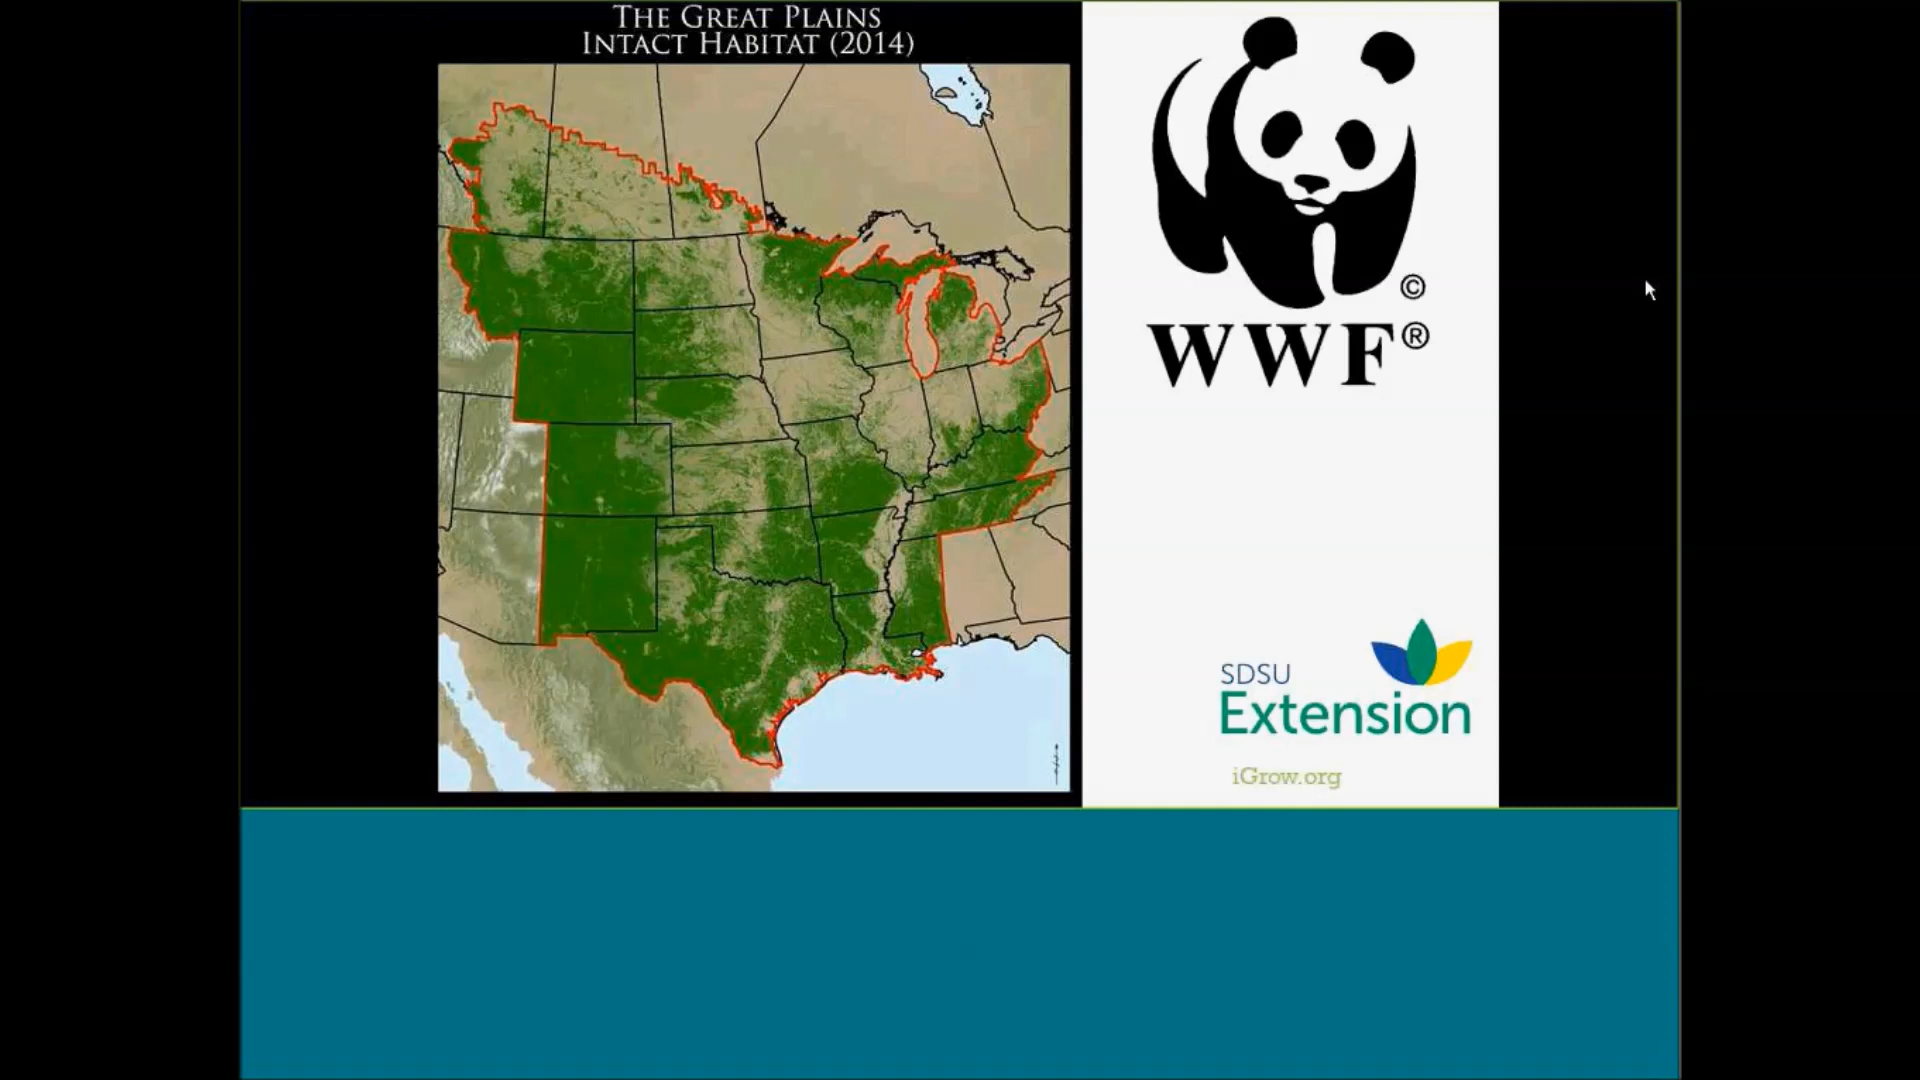 THE GREAT PLAINS
INTACT HABITAT (2014)
©
WWF®
SDSU
Extension
iGrow.org